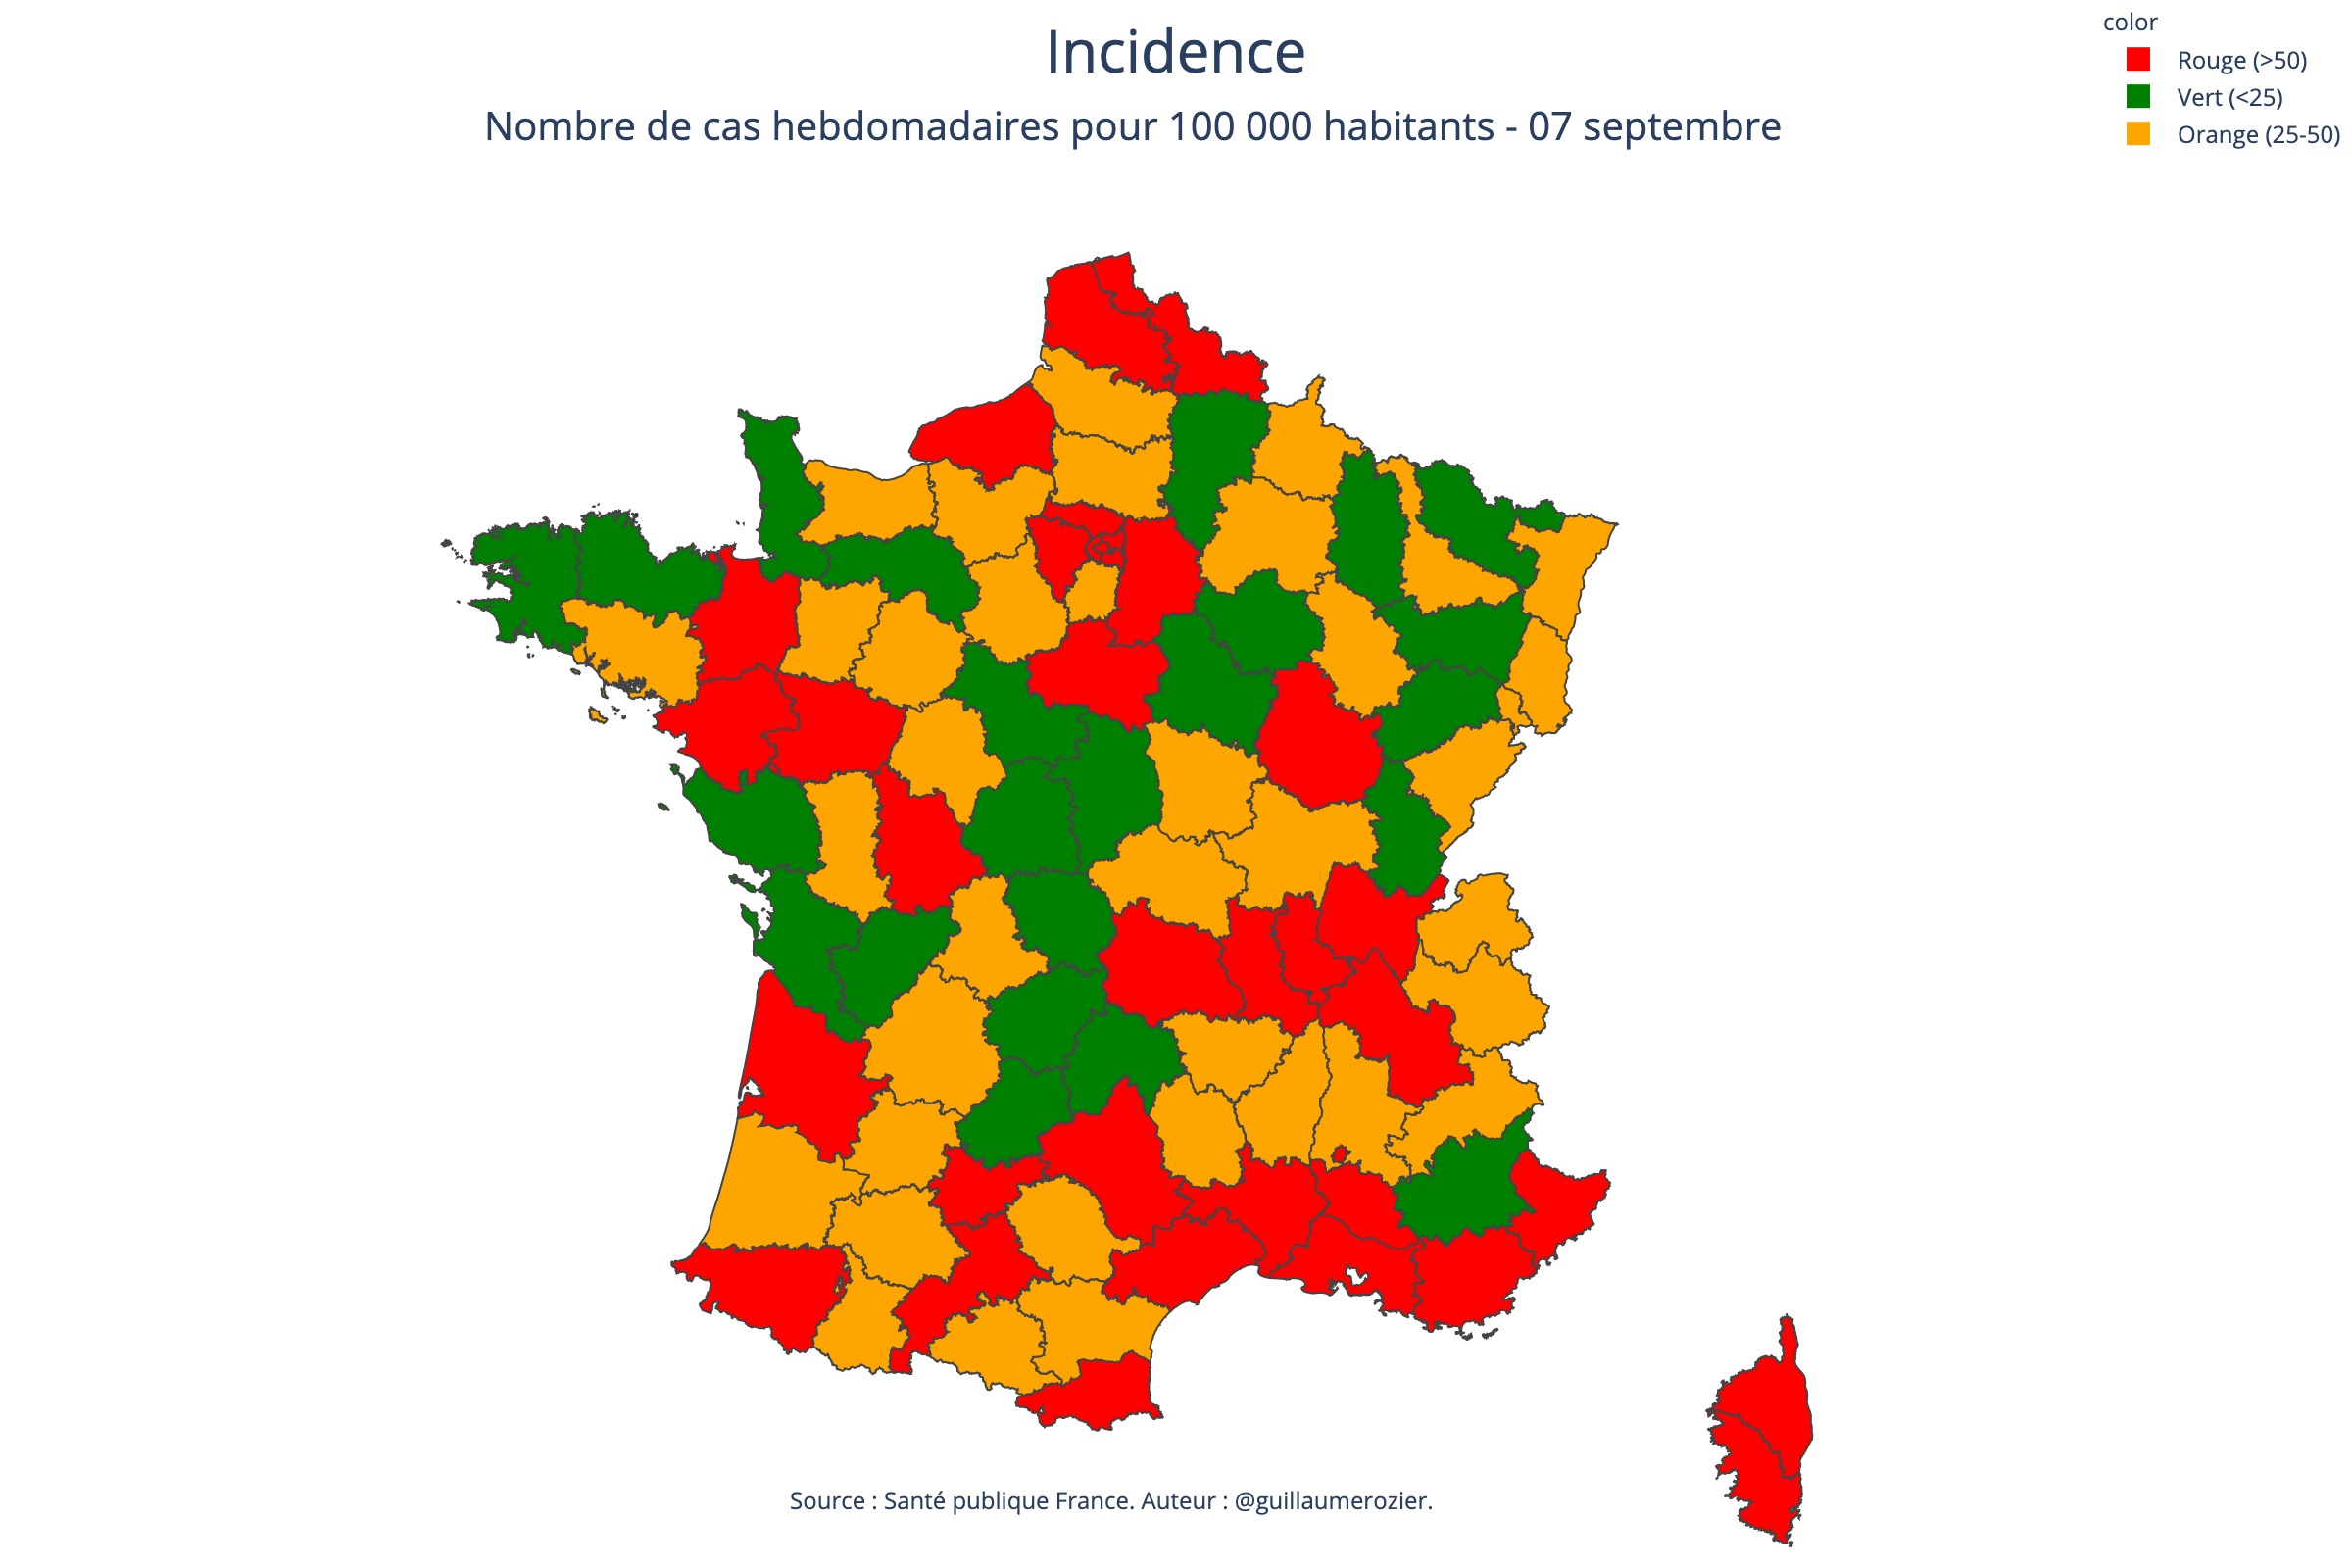 Incidence
Nombre de cas hebdomadaires pour 100 000 habitants - 07 septembre
color
Rouge (>50)
Vert (<25)
Orange (25-50)
Source : Santé publique France. Auteur : @guillaumerozier.